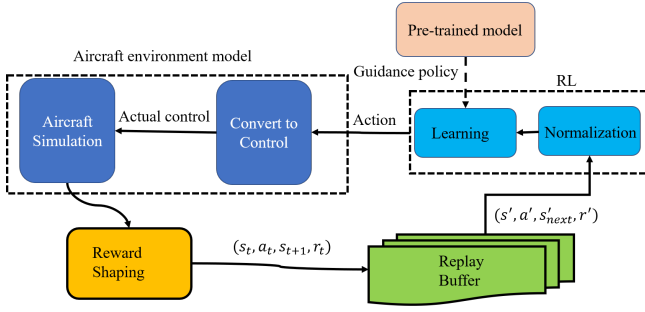 Pre-trained model
Aircraft environment model
Guidance policy
RL
Aircraft
Simulation
Actual control
Convert to
Control
Action
Learning
Normalization
(s′, a′, s′ₙₑₓₜ, r′)
Reward
Shaping
(sₜ, aₜ, sₜ₊₁, rₜ)
Replay
Buffer